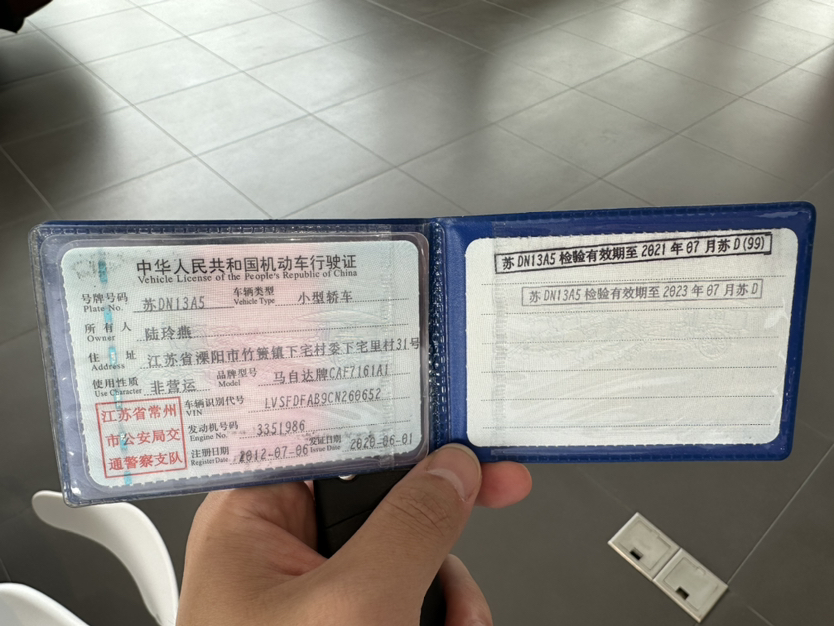 中华人民共和国机动车行驶证
Vehicle License of the People's Republic of China
号牌号码 苏DN13A5 车辆类型 小型轿车
Plate No. Vehicle Type
所有人 陆玲燕
Owner
住址 江苏省溧阳市竹箦镇下宅村委下宅里村31号
Address
使用性质 非营运 品牌型号 马自达牌CAF7161A1
Use Character Model
车辆识别代号 LVSFDFAB9CN260652
VIN
发动机号码 3351986
Engine No.
注册日期 2012-07-06 发证日期 2020-06-01
Register Date Issue Date
江苏省常州
市公安局交
通警察支队
苏DN13A5 检验有效期至 2021 年 07 月苏 D (99)
苏 DN13A5 检验有效期至 2023 年 07 月苏 D